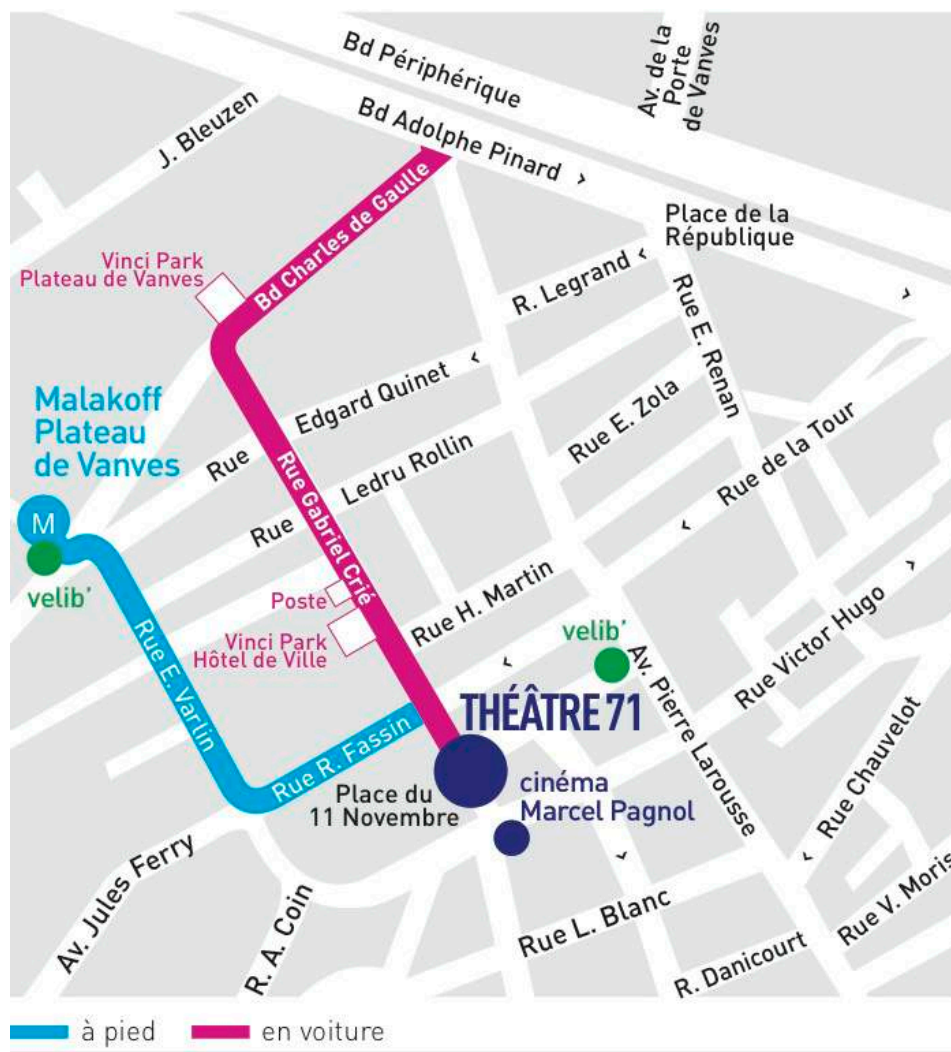 Bd Périphérique
Av. de la
Porte
de Vanves
J. Bleuzen
Bd Adolphe Pinard
Bd Charles de Gaulle
Place de la
République
Vinci Park
Plateau de Vanves
R. Legrand
Rue E. Renan
Malakoff
Plateau
de Vanves
Rue Edgard Quinet
Rue E. Zola
Rue Ledru Rollin
Rue de la Tour
Rue Gabriel Crié
M
velib'
Poste
Rue H. Martin
Vinci Park
Hôtel de Ville
velib'
Rue Victor Hugo
Rue E. Varlin
THÉÂTRE 71
Av. Pierre Larousse
Rue R. Fassin
Place du
11 Novembre
cinéma
Marcel Pagnol
Rue Chauvelot
Av. Jules Ferry
R. A. Coin
Rue L. Blanc
Rue V. Moris
R. Danicourt
à pied
en voiture